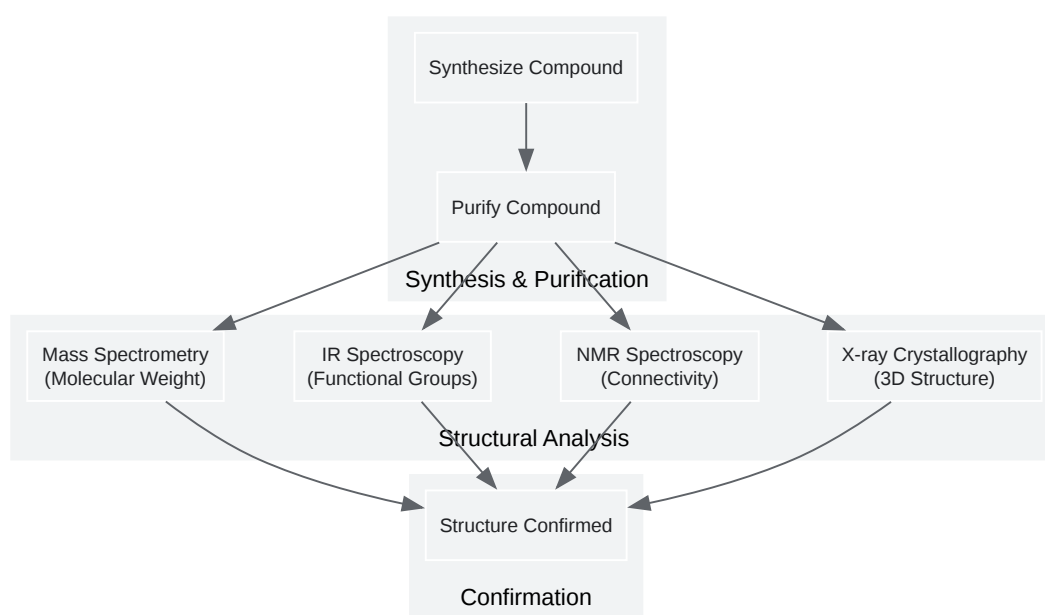 Synthesize Compound
Purify Compound
Synthesis & Purification
Mass Spectrometry
(Molecular Weight)
IR Spectroscopy
(Functional Groups)
NMR Spectroscopy
(Connectivity)
X-ray Crystallography
(3D Structure)
Structural Analysis
Structure Confirmed
Confirmation